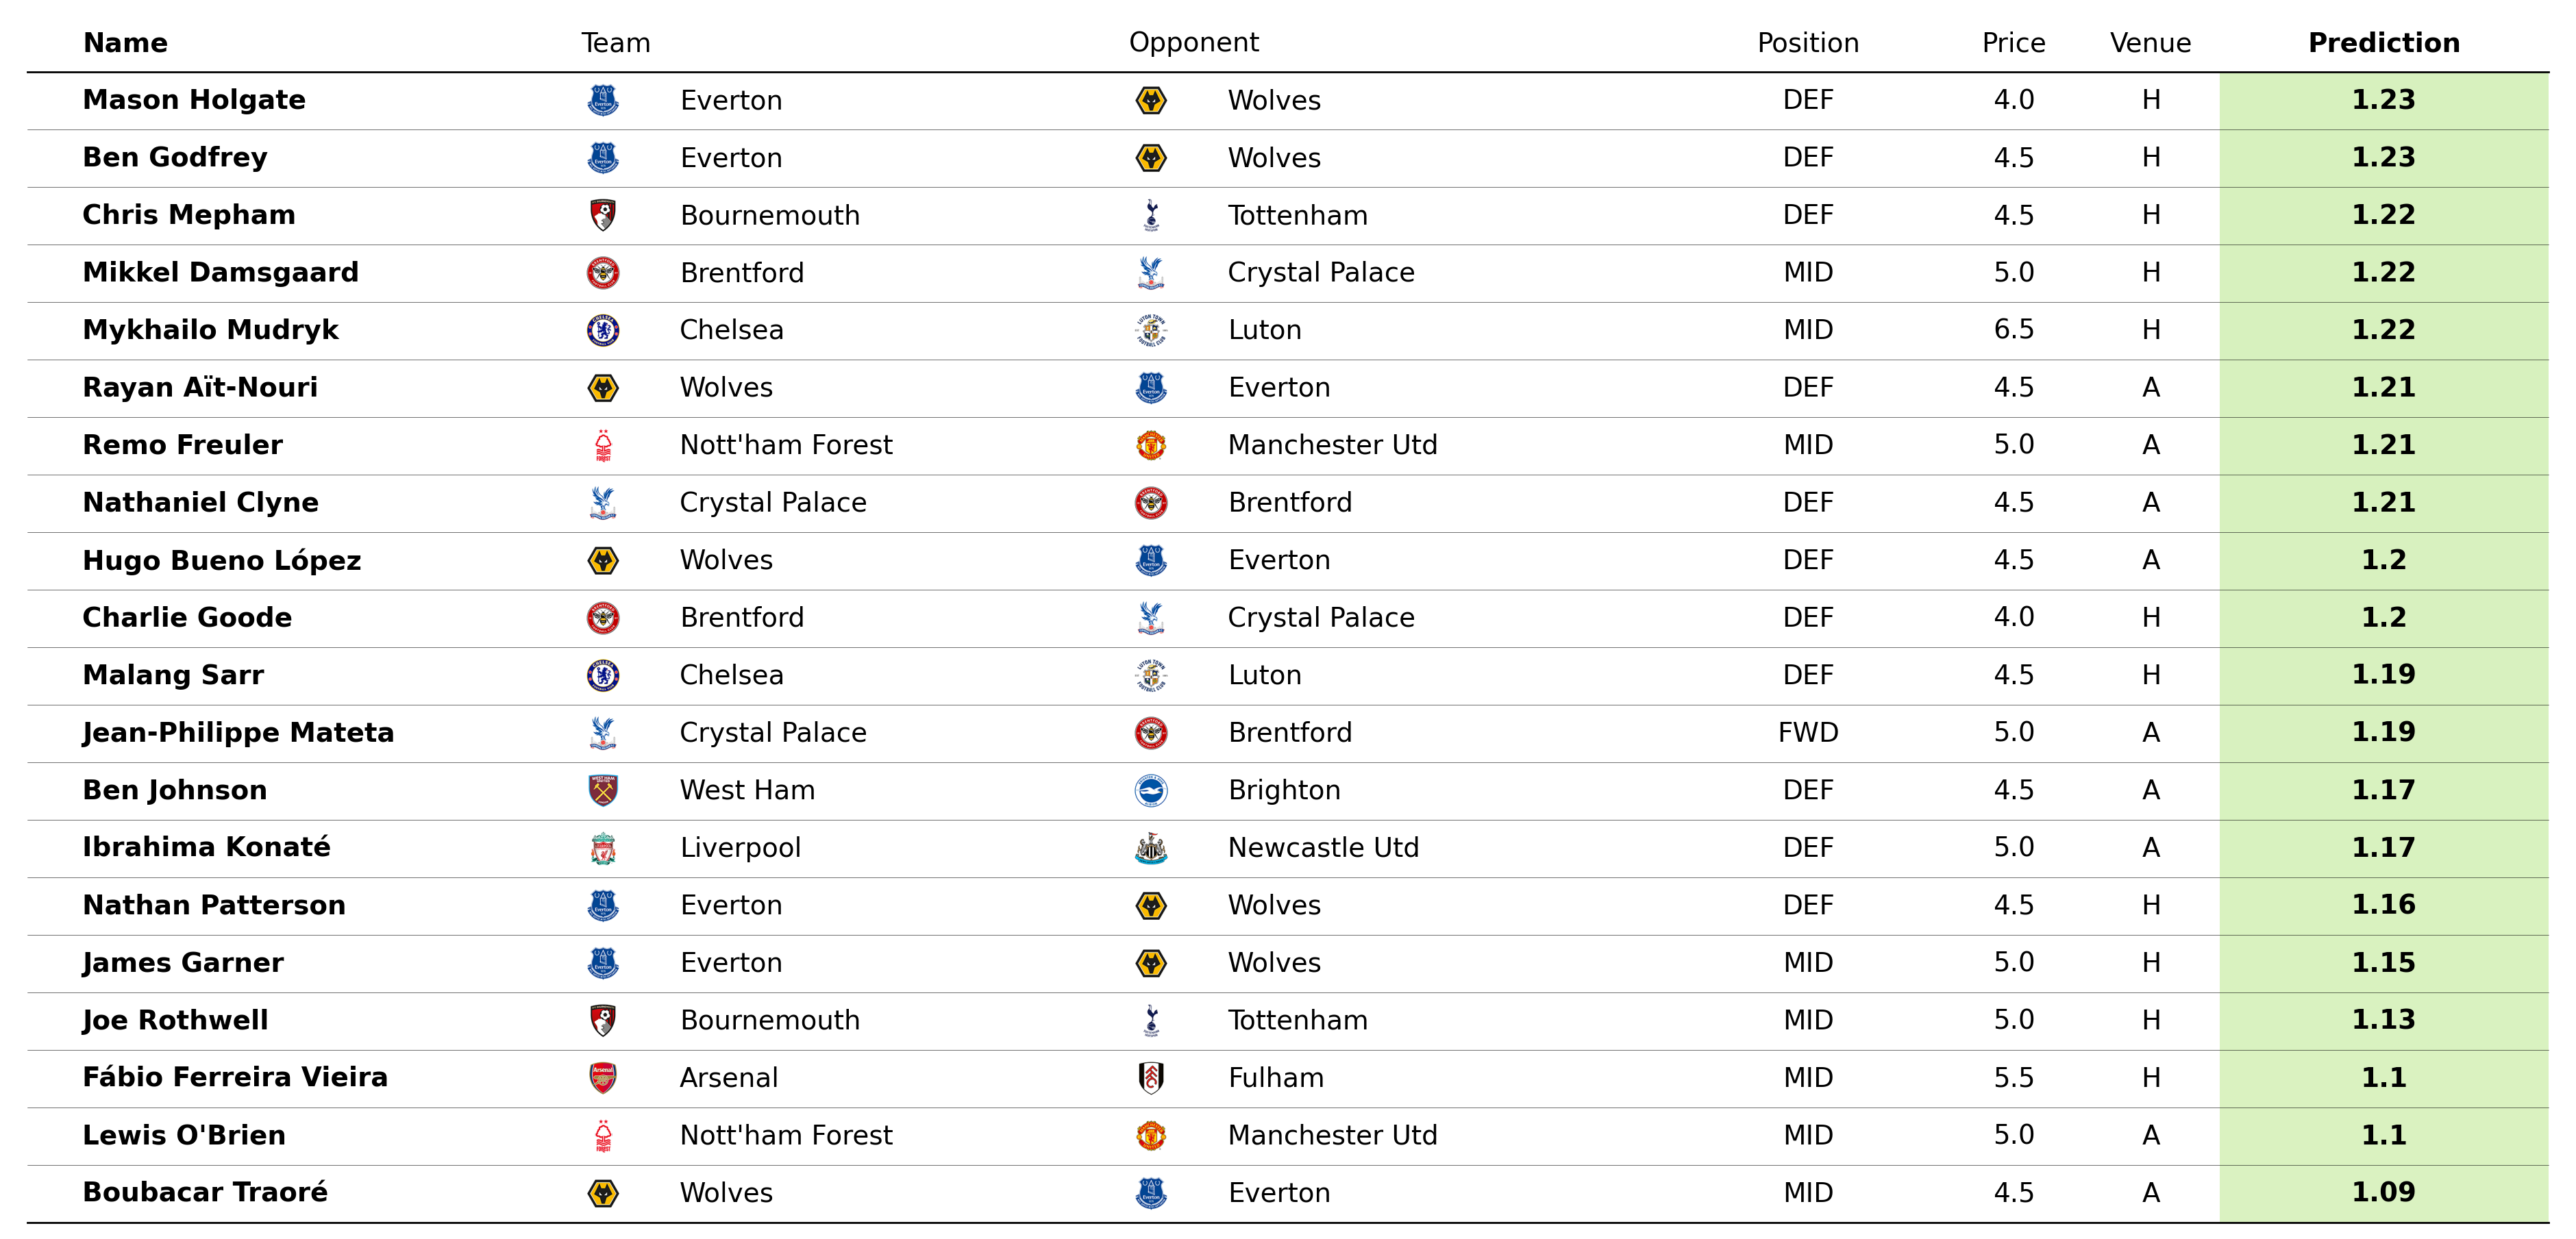 Name Team Opponent Position Price Venue Prediction
Mason Holgate Everton Wolves DEF 4.0 H 1.23
Ben Godfrey Everton Wolves DEF 4.5 H 1.23
Chris Mepham Bournemouth Tottenham DEF 4.5 H 1.22
Mikkel Damsgaard Brentford Crystal Palace MID 5.0 H 1.22
Mykhailo Mudryk Chelsea Luton MID 6.5 H 1.22
Rayan Aït-Nouri Wolves Everton DEF 4.5 A 1.21
Remo Freuler Nott'ham Forest Manchester Utd MID 5.0 A 1.21
Nathaniel Clyne Crystal Palace Brentford DEF 4.5 A 1.21
Hugo Bueno López Wolves Everton DEF 4.5 A 1.2
Charlie Goode Brentford Crystal Palace DEF 4.0 H 1.2
Malang Sarr Chelsea Luton DEF 4.5 H 1.19
Jean-Philippe Mateta Crystal Palace Brentford FWD 5.0 A 1.19
Ben Johnson West Ham Brighton DEF 4.5 A 1.17
Ibrahima Konaté Liverpool Newcastle Utd DEF 5.0 A 1.17
Nathan Patterson Everton Wolves DEF 4.5 H 1.16
James Garner Everton Wolves MID 5.0 H 1.15
Joe Rothwell Bournemouth Tottenham MID 5.0 H 1.13
Fábio Ferreira Vieira Arsenal Fulham MID 5.5 H 1.1
Lewis O'Brien Nott'ham Forest Manchester Utd MID 5.0 A 1.1
Boubacar Traoré Wolves Everton MID 4.5 A 1.09